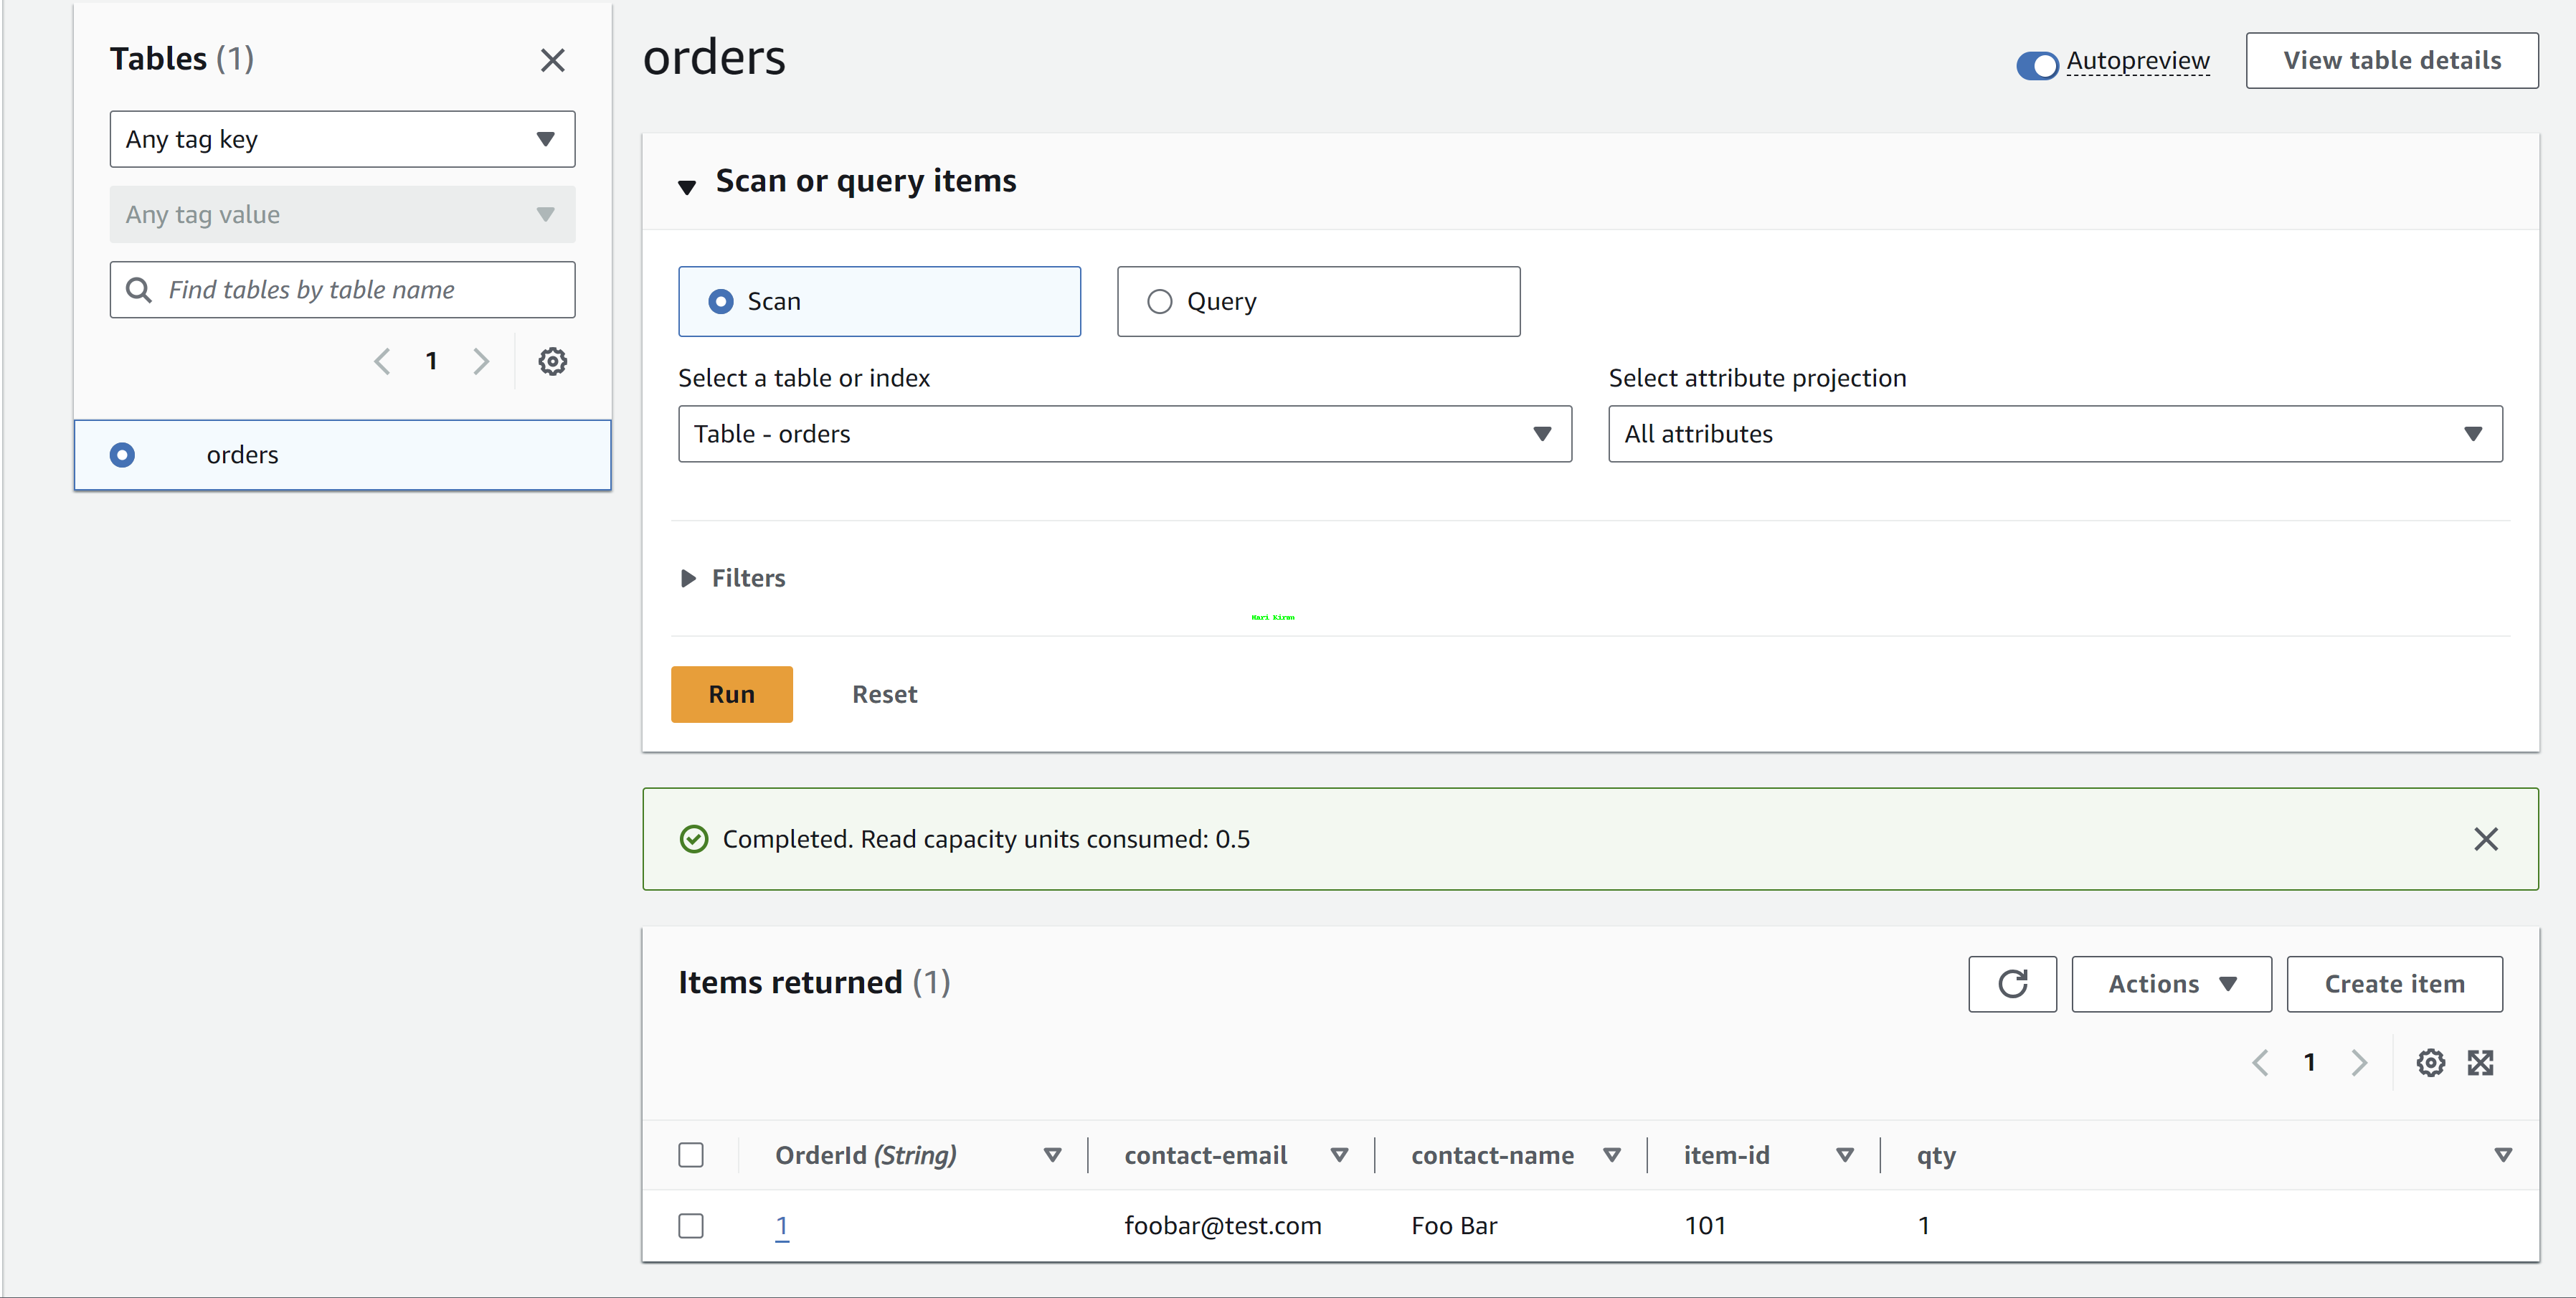 Tables (1)
Any tag key
Any tag value
Find tables by table name
1
orders
orders
Autopreview
View table details
Scan or query items
Scan
Query
Select a table or index
Select attribute projection
Table - orders
All attributes
Filters
Run
Reset
Completed. Read capacity units consumed: 0.5
Items returned (1)
Actions
Create item
1
OrderId (String) contact-email contact-name item-id qty
1 foobar@test.com Foo Bar 101 1